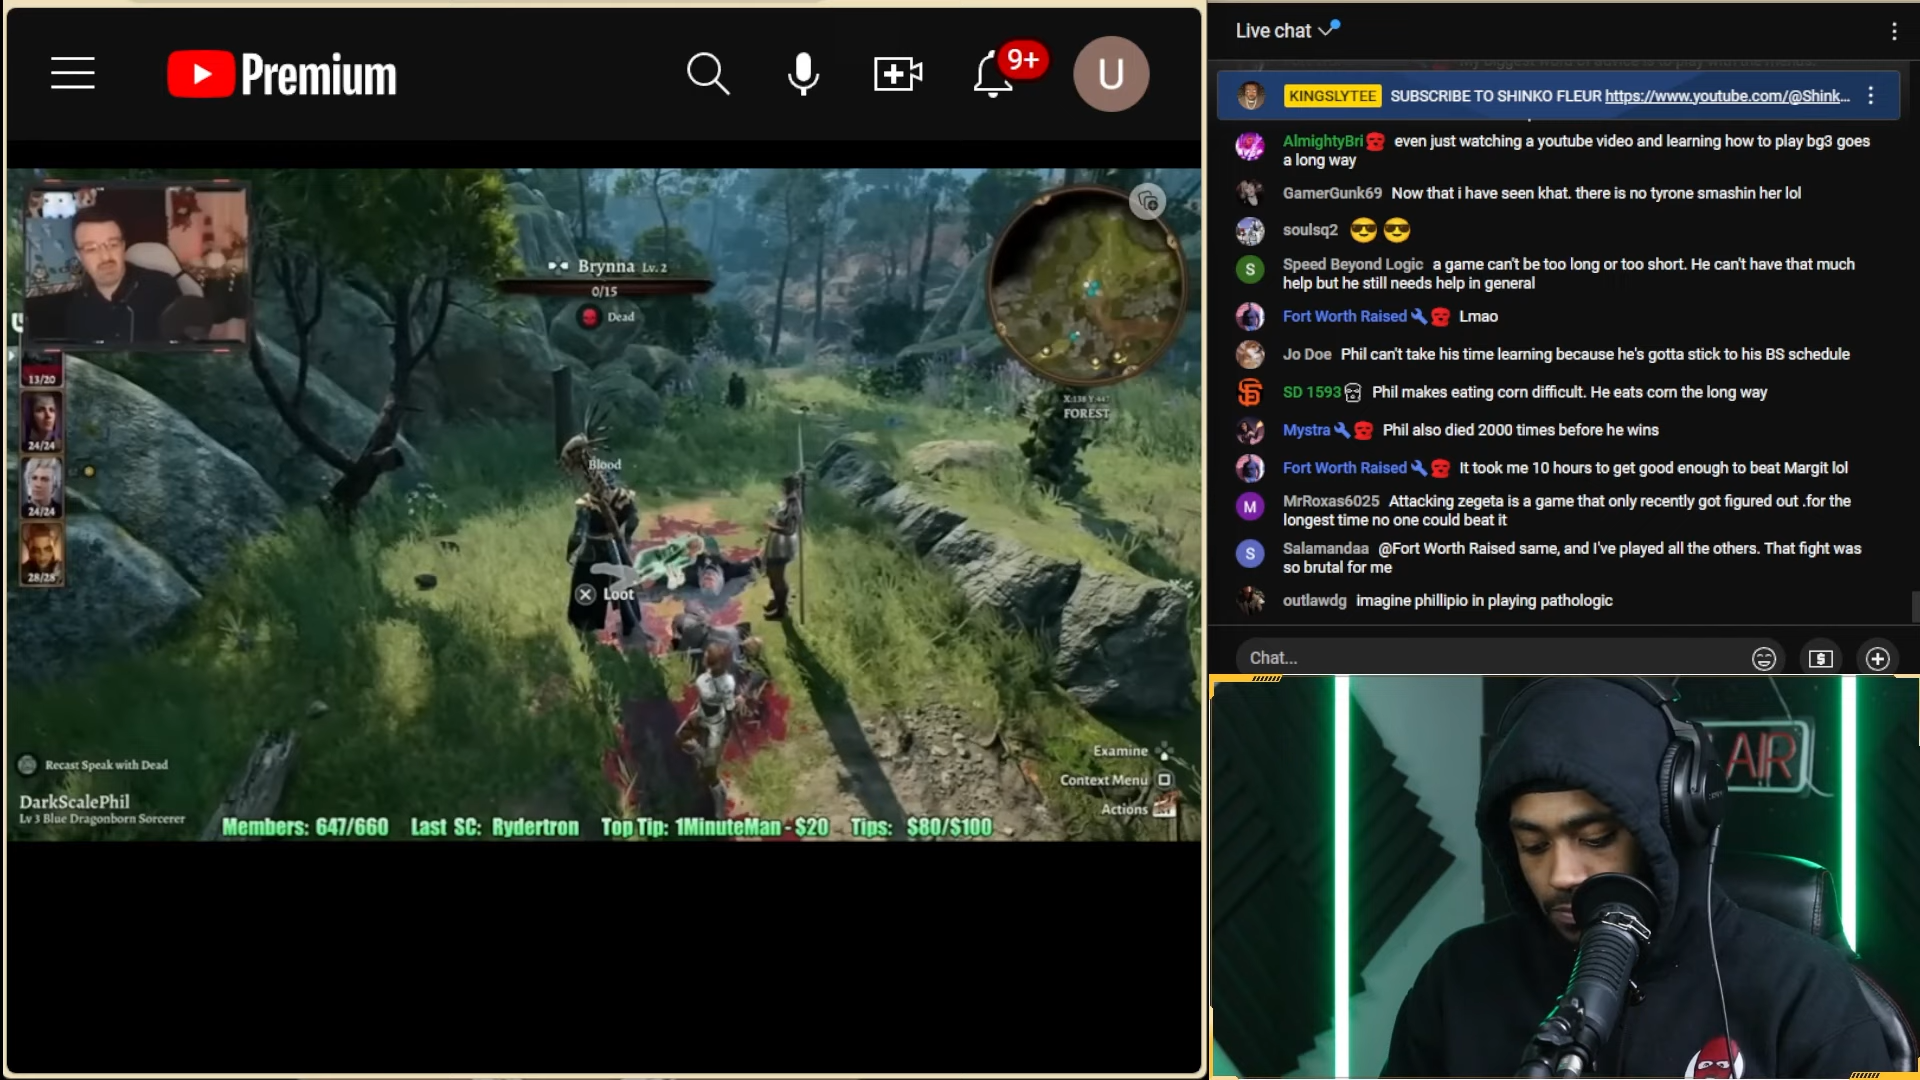 Premium
9+
U
Brynna Lv. 2
0/15
Dead
13/20
24/24
24/24
28/28
FOREST
Blood
Loot
Recast Speak with Dead
DarkScalePhil
Lv 3 Blue Dragonborn Sorcerer
Examine
Context Menu
Actions
Members: 647/660 Last SC: Rydertron Top Tip: 1MinuteMan - $20 Tips: $80/$100
Live chat
KINGSLYTEE SUBSCRIBE TO SHINKO FLEUR https://www.youtube.com/@Shink...
AlmightyBri even just watching a youtube video and learning how to play bg3 goes
a long way
GamerGunk69 Now that i have seen khat. there is no tyrone smashin her lol
soulsq2 😎 😎
S
Speed Beyond Logic a game can't be too long or too short. He can't have that much
help but he still needs help in general
Fort Worth Raised Lmao
Jo Doe Phil can't take his time learning because he's gotta stick to his BS schedule
SD 1593 Phil makes eating corn difficult. He eats corn the long way
Mystra Phil also died 2000 times before he wins
Fort Worth Raised It took me 10 hours to get good enough to beat Margit lol
M
MrRoxas6025 Attacking zegeta is a game that only recently got figured out .for the
longest time no one could beat it
S
Salamandaa @Fort Worth Raised same, and I've played all the others. That fight was
so brutal for me
outlawdg imagine phillipio in playing pathologic
Chat...
AIR